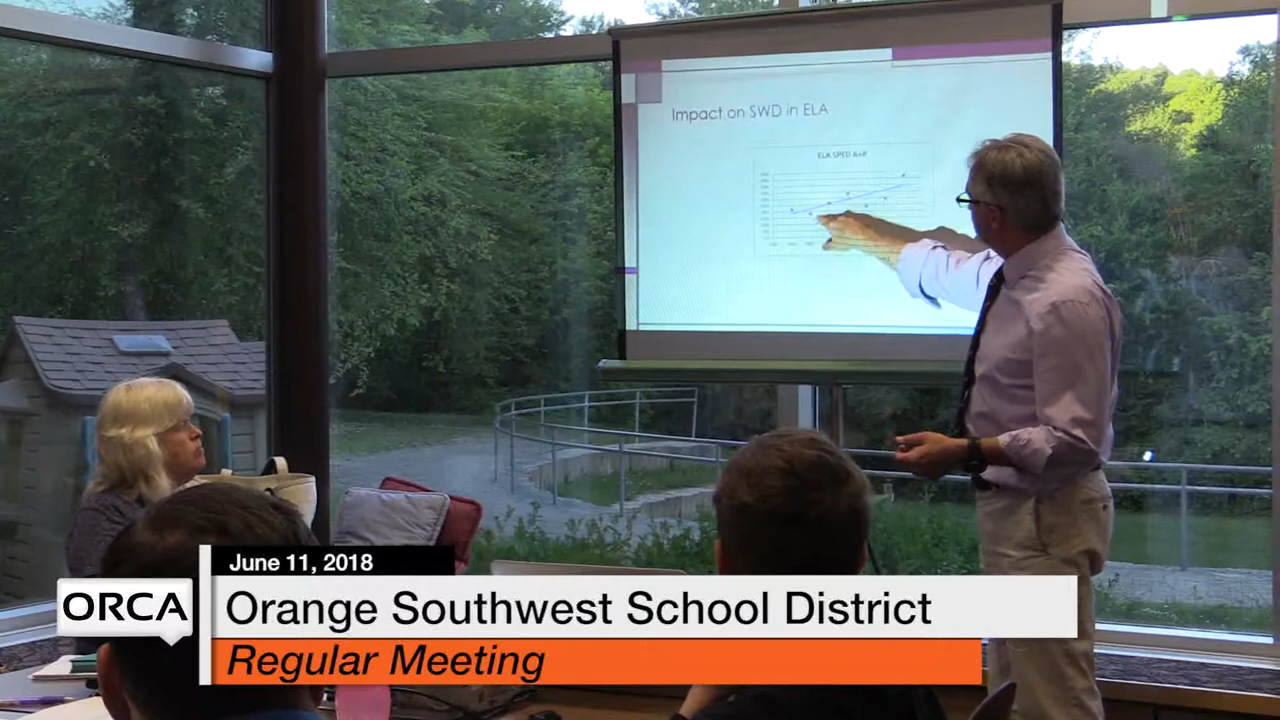 Impact on SWD in ELA
ELA SPED A+P
June 11, 2018
ORCA
Orange Southwest School District
Regular Meeting